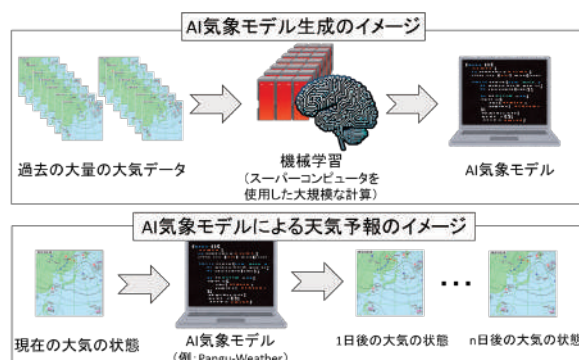 AI気象モデル生成のイメージ
過去の大量の大気データ
機械学習
(スーパーコンピュータを
使用した大規模な計算)
AI気象モデル
AI気象モデルによる天気予報のイメージ
現在の大気の状態
AI気象モデル
(例:Pangu-Weather)
1日後の大気の状態
…
n日後の大気の状態